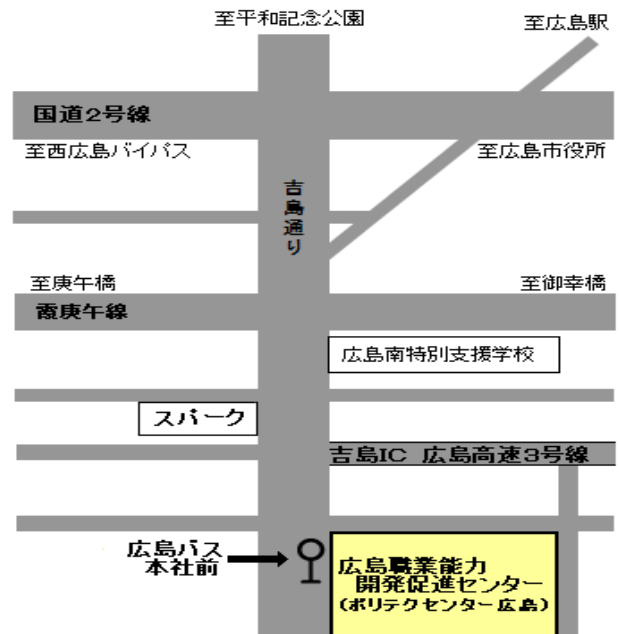 至平和記念公園
至広島駅
国道2号線
至西広島バイパス
至広島市役所
吉島通り
至庚午橋
至御幸橋
霞庚午線
広島南特別支援学校
スパーク
吉島IC 広島高速3号線
広島バス
本社前
広島職業能力
開発促進センター
(ポリテクセンター広島)